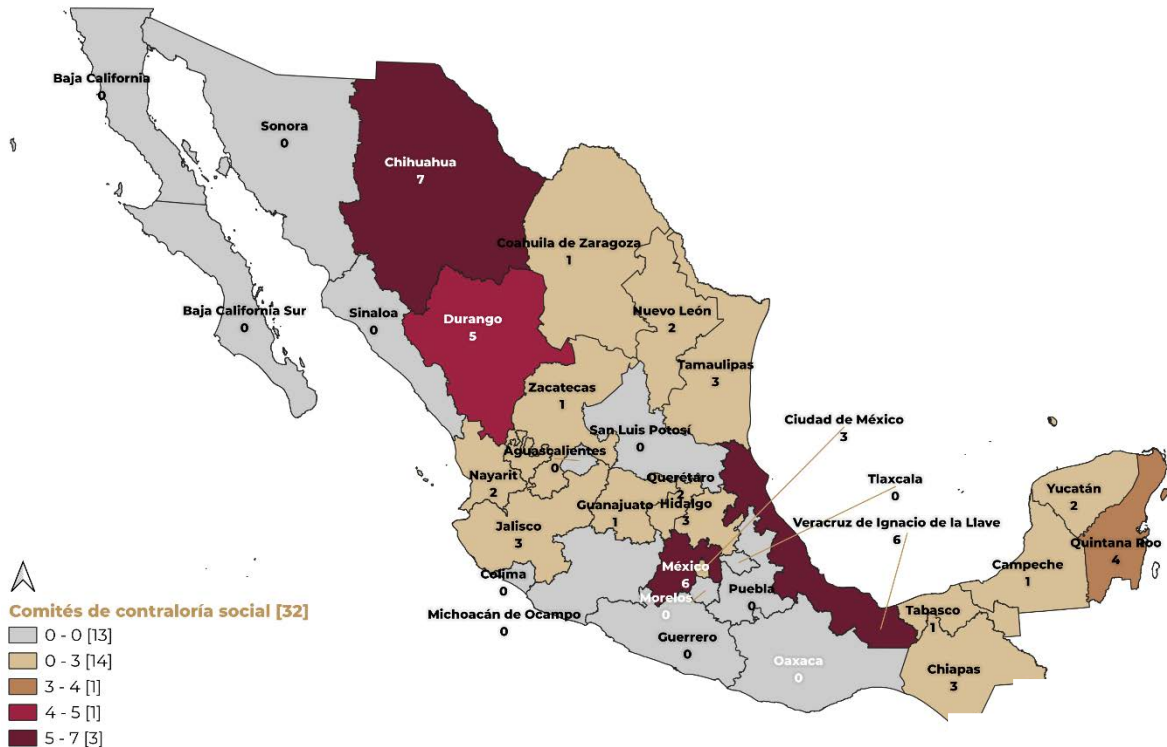 Baja California
0
Sonora
0
Chihuahua
7
Coahuila de Zaragoza
1
Baja California Sur
0
Sinaloa
0
Durango
5
Nuevo León
2
Tamaulipas
3
Zacatecas
1
San Luis Potosí
0
Ciudad de México
3
Aguascalientes
0
Nayarit
2
Querétaro
2
Tlaxcala
0
Yucatán
2
Guanajuato
1
Hidalgo
3
Jalisco
3
Veracruz de Ignacio de la Llave
6
Quintana Roo
4
Campeche
1
México
6
Colima
0
Morelos
0
Puebla
0
Michoacán de Ocampo
0
Tabasco
1
Guerrero
0
Oaxaca
0
Chiapas
3
Comités de contraloría social [32]
0 - 0 [13]
0 - 3 [14]
3 - 4 [1]
4 - 5 [1]
5 - 7 [3]